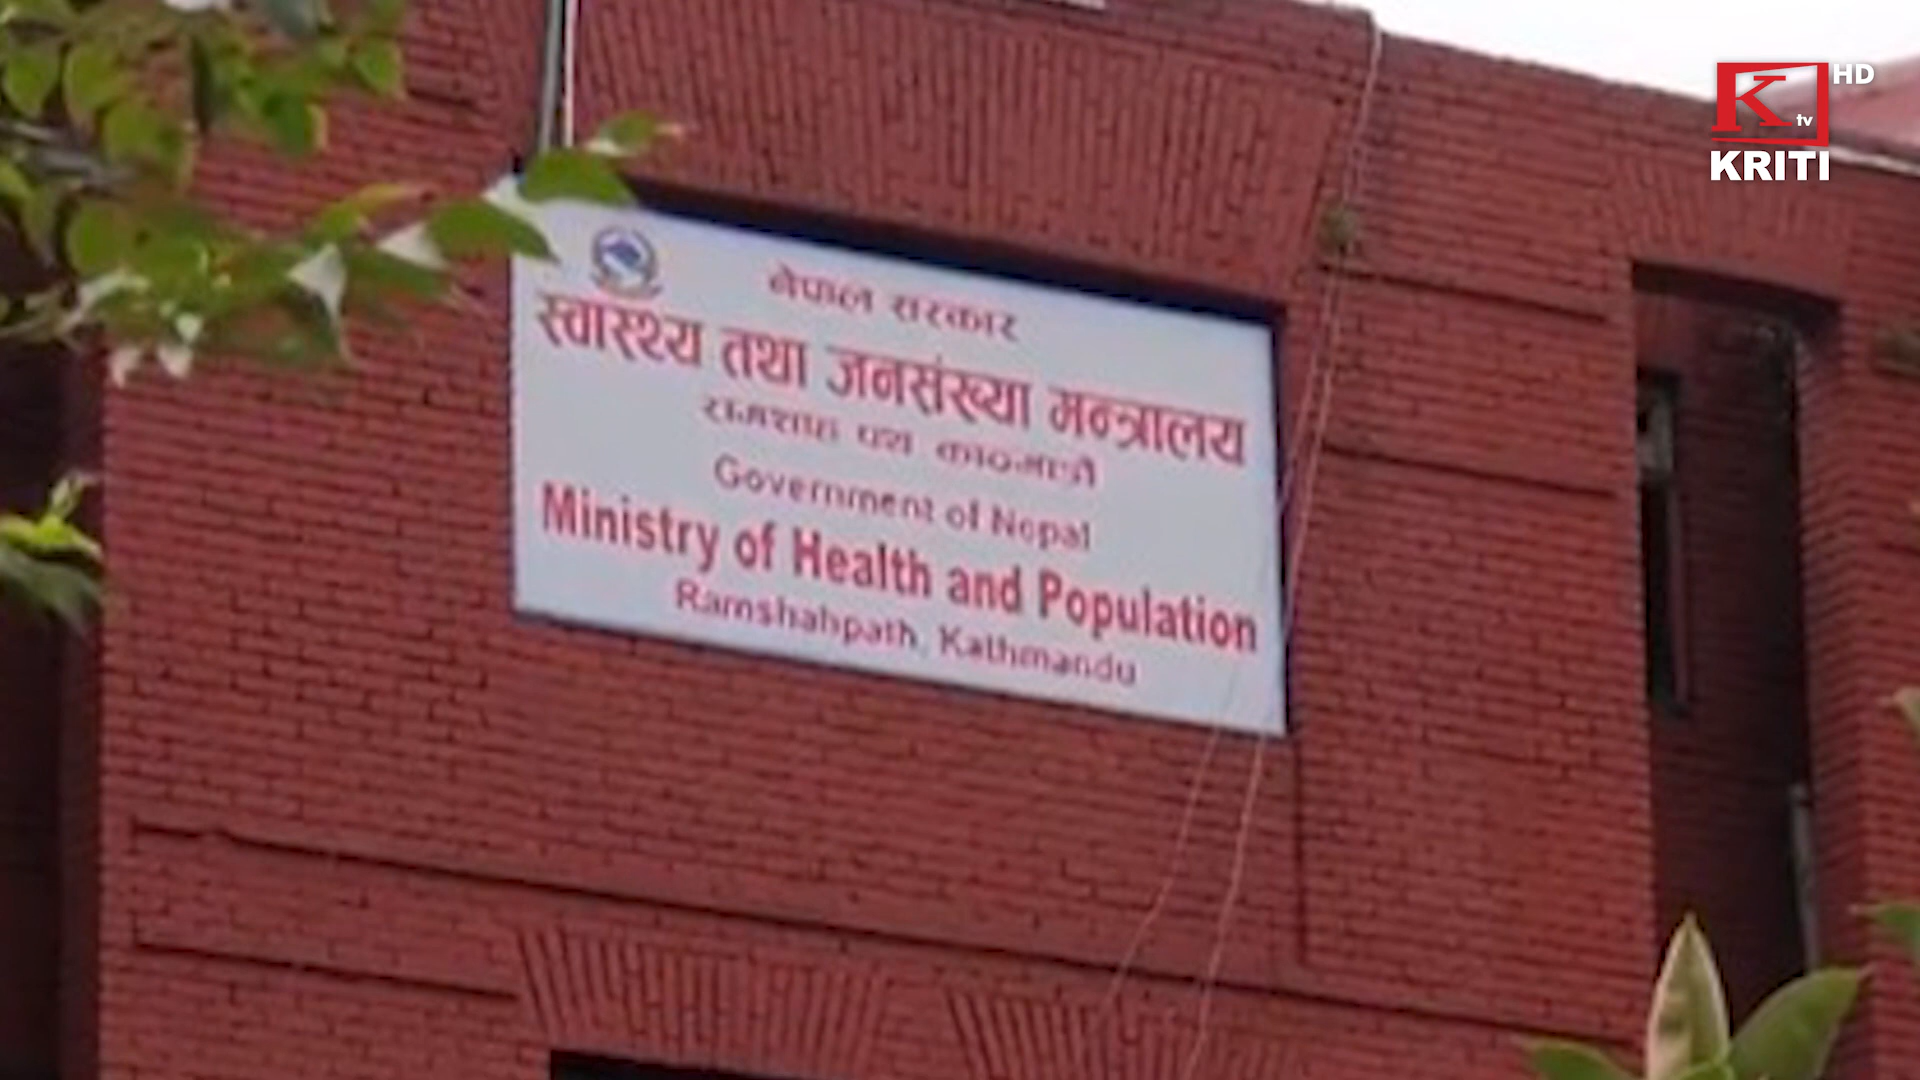 नेपाल सरकार
स्वास्थ्य तथा जनसंख्या मन्त्रालय
रामशाह पथ काठमाडौं
Government of Nepal
Ministry of Health and Population
Ramshahpath, Kathmandu
K tv HD
KRITI